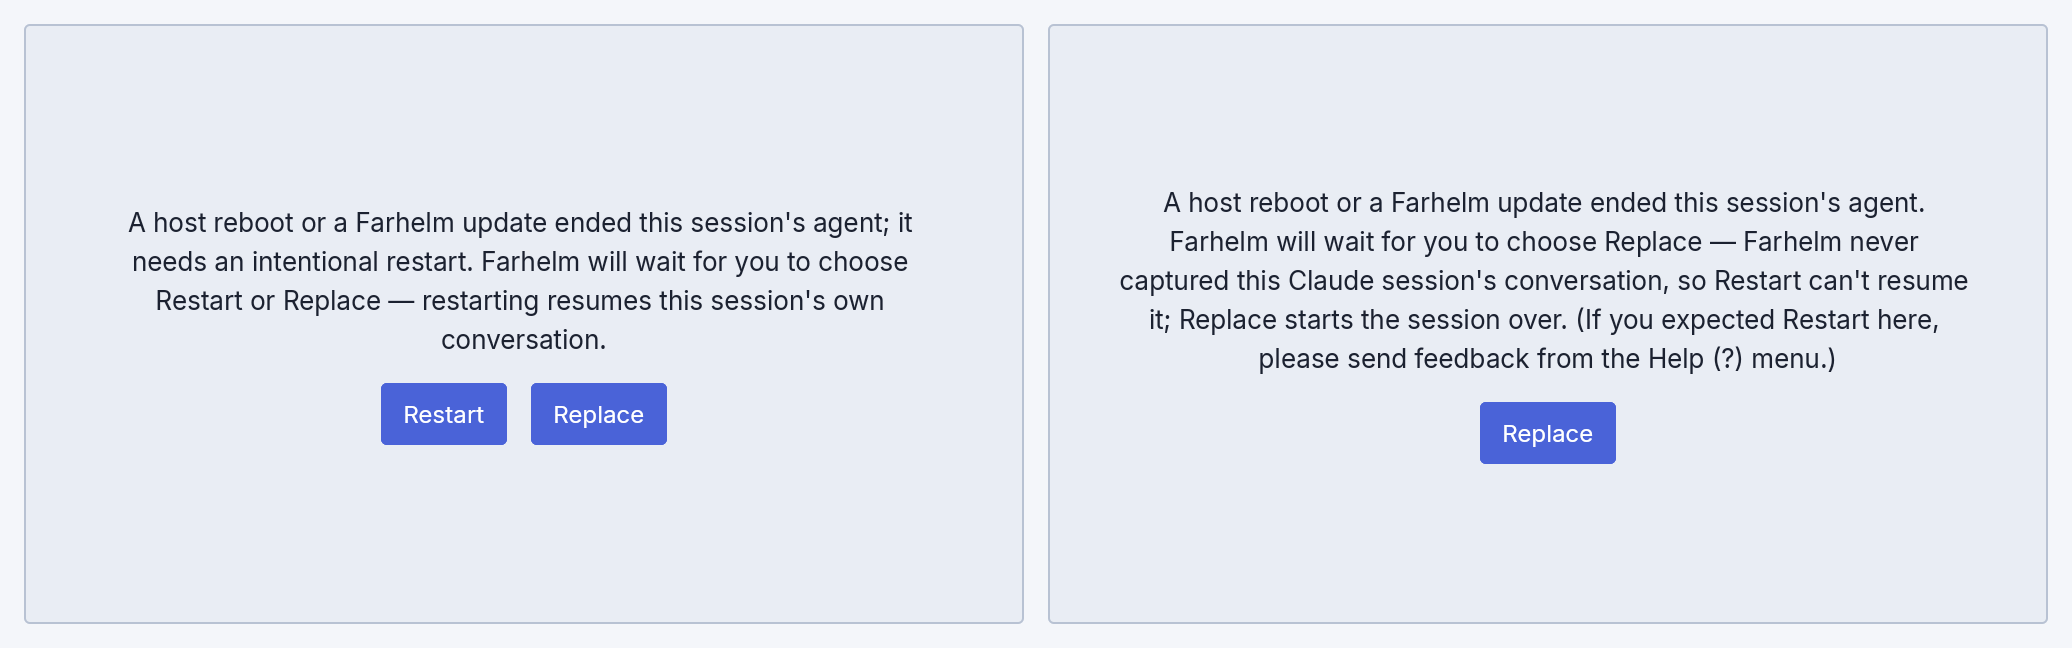 A host reboot or a Farhelm update ended this session's agent; it
needs an intentional restart. Farhelm will wait for you to choose
Restart or Replace — restarting resumes this session's own
conversation.
Restart
Replace
A host reboot or a Farhelm update ended this session's agent.
Farhelm will wait for you to choose Replace — Farhelm never
captured this Claude session's conversation, so Restart can't resume
it; Replace starts the session over. (If you expected Restart here,
please send feedback from the Help (?) menu.)
Replace